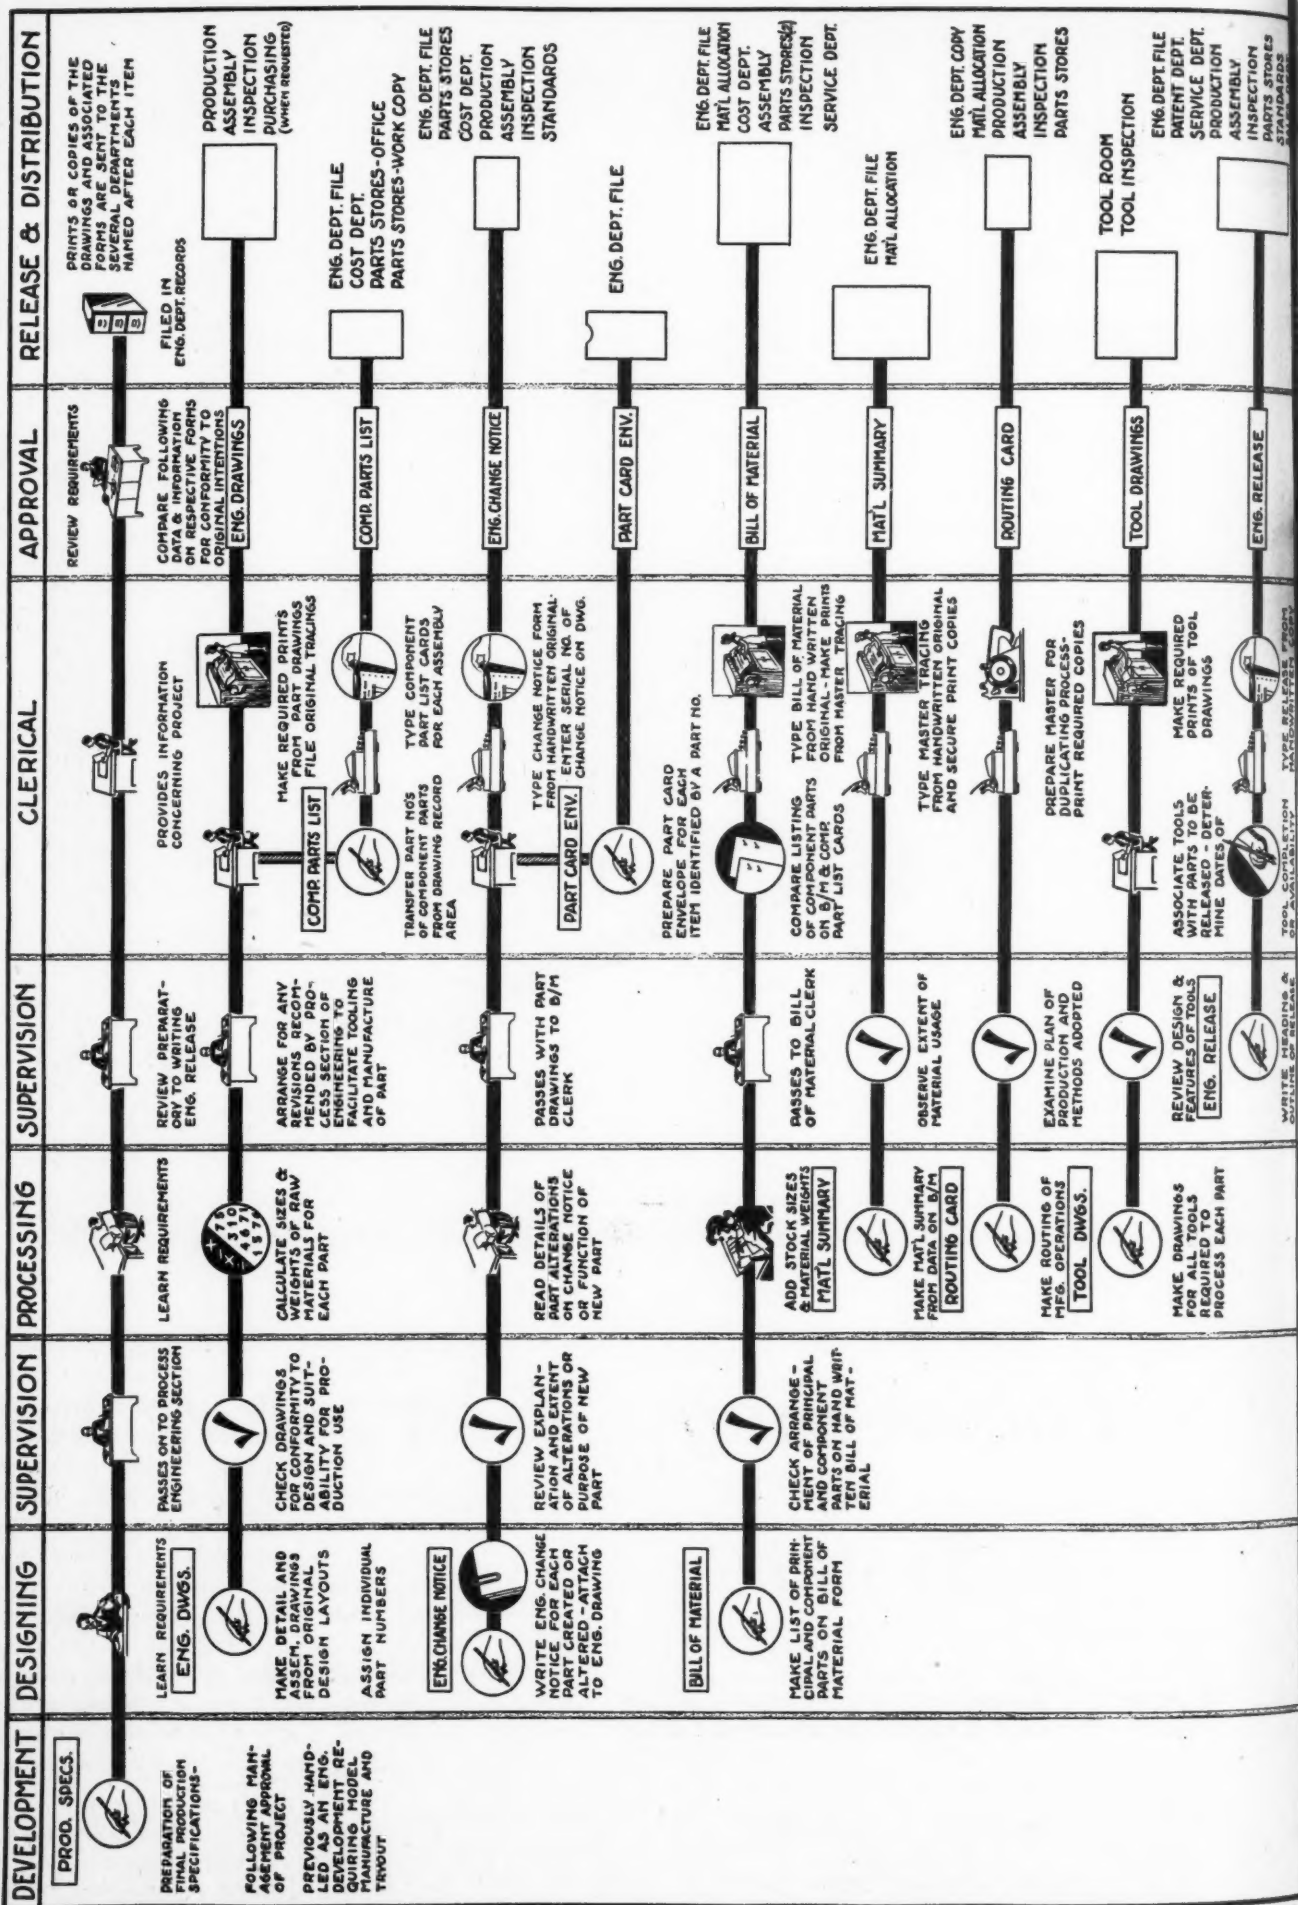 DEVELOPMENT
DESIGNING
SUPERVISION
PROCESSING
SUPERVISION
CLERICAL
APPROVAL
RELEASE & DISTRIBUTION
PROD. SPECS.
PREPARATION OF
FINAL PRODUCTION
SPECIFICATIONS-
FOLLOWING MAN-
AGEMENT APPROVAL
OF PROJECT
PREVIOUSLY HAND-
LED AS AN ENG.
DEVELOPMENT RE-
QUIRING MODEL
MANUFACTURE AND
TRYOUT
LEARN REQUIREMENTS
PASSES ON TO PROCESS
ENGINEERING SECTION
LEARN REQUIREMENTS
REVIEW PREPARAT-
ORY TO WRITING
ENG. RELEASE
PROVIDES INFORMATION
CONCERNING PROJECT
REVIEW REQUIREMENTS
COMPARE FOLLOWING
DATA & INFORMATION
ON RESPECTIVE FORMS
FOR CONFORMITY TO
ORIGINAL INTENTIONS
FILED IN
ENG. DEPT. RECORDS
PRINTS OR COPIES OF THE
DRAWINGS AND ASSOCIATED
FORMS ARE SENT TO THE
SEVERAL DEPARTMENTS
NAMED AFTER EACH ITEM
ENG. DWGS.
MAKE DETAIL AND
ASSEM. DRAWINGS
FROM ORIGINAL
DESIGN LAYOUTS
ASSIGN INDIVIDUAL
PART NUMBERS
CHECK DRAWINGS
FOR CONFORMITY TO
DESIGN AND SUIT-
ABILITY FOR PRO-
DUCTION USE
CALCULATE SIZES &
WEIGHTS OF RAW
MATERIALS FOR
EACH PART
ARRANGE FOR ANY
REVISIONS RECOM-
MENDED BY PRO-
CESS SECTION OF
ENGINEERING TO
FACILITATE TOOLING
AND MANUFACTURE
OF PART
MAKE REQUIRED PRINTS
FROM PART DRAWINGS
FILE ORIGINAL TRACINGS
ENG. DRAWINGS
PRODUCTION
ASSEMBLY
INSPECTION
PURCHASING
(WHEN REQUESTED)
COMP. PARTS LIST
TRANSFER PART NO'S
OF COMPONENT PARTS
FROM DRAWING RECORD
AREA
TYPE COMPONENT
PART LIST CARDS
FOR EACH ASSEMBLY
COMP. PARTS LIST
ENG. DEPT. FILE
COST DEPT.
PARTS STORES-OFFICE
PARTS STORES-WORK COPY
ENG. CHANGE NOTICE
WRITE ENG. CHANGE
NOTICE FOR EACH
PART CREATED OR
ALTERED-ATTACH
TO ENG. DRAWING
REVIEW EXPLAN-
ATION AND EXTENT
OF ALTERATIONS OR
PURPOSE OF NEW
PART
READ DETAILS OF
PART ALTERATIONS
ON CHANGE NOTICE
OR FUNCTION OF
NEW PART
PASSES WITH PART
DRAWINGS TO B/M
CLERK
TYPE CHANGE NOTICE FORM
FROM HANDWRITTEN ORIGINAL-
ENTER SERIAL NO. OF
CHANGE NOTICE ON DWG.
ENG. CHANGE NOTICE
ENG. DEPT. FILE
PARTS STORES
COST DEPT.
PRODUCTION
ASSEMBLY
INSPECTION
STANDARDS
PART CARD ENV.
PREPARE PART CARD
ENVELOPE FOR EACH
ITEM IDENTIFIED BY A PART NO.
PART CARD ENV.
ENG. DEPT. FILE
BILL OF MATERIAL
MAKE LIST OF PRIN-
CIPAL AND COMPONENT
PARTS ON BILL OF
MATERIAL FORM
CHECK ARRANGE-
MENT OF PRINCIPAL
AND COMPONENT
PARTS ON HAND WRIT-
TEN BILL OF MAT-
ERIAL
ADD STOCK SIZES
& MATERIAL WEIGHTS
PASSES TO BILL
OF MATERIAL CLERK
COMPARE LISTING
OF COMPONENT PARTS
ON B/M & COMP.
PART LIST CARDS
TYPE BILL OF MATERIAL
FROM HAND WRITTEN
ORIGINAL-MAKE PRINTS
FROM MASTER TRACING
BILL OF MATERIAL
ENG. DEPT. FILE
MAT'L ALLOCATION
COST DEPT.
ASSEMBLY
PARTS STORES(2)
INSPECTION
SERVICE DEPT.
MAT'L SUMMARY
MAKE MAT'L SUMMARY
FROM DATA ON B/M
OBSERVE EXTENT OF
MATERIAL USAGE
TYPE MASTER TRACING
FROM HANDWRITTEN ORIGINAL
AND SECURE PRINT COPIES
MAT'L SUMMARY
ENG. DEPT. FILE
MAT'L ALLOCATION
ROUTING CARD
MAKE ROUTING OF
MFG. OPERATIONS
EXAMINE PLAN OF
PRODUCTION AND
METHODS ADOPTED
PREPARE MASTER FOR
DUPLICATING PROCESS-
PRINT REQUIRED COPIES
ROUTING CARD
ENG. DEPT. COPY
MAT'L ALLOCATION
PRODUCTION
ASSEMBLY
INSPECTION
PARTS STORES
TOOL DWGS.
MAKE DRAWINGS
FOR ALL TOOLS
REQUIRED TO
PROCESS EACH PART
REVIEW DESIGN &
FEATURES OF TOOLS
ASSOCIATE TOOLS
WITH PARTS TO BE
RELEASED - DETER-
MINE DATES OF
TOOL COMPLETION
OR AVAILABILITY
MAKE REQUIRED
PRINTS OF TOOL
DRAWINGS
TOOL DRAWINGS
TOOL ROOM
TOOL INSPECTION
ENG. RELEASE
WRITE HEADING &
OUTLINE OF RELEASE
TYPE RELEASE FROM
HANDWRITTEN COPY
ENG. RELEASE
ENG. DEPT. FILE
PATENT DEPT.
SERVICE DEPT.
PRODUCTION
ASSEMBLY
INSPECTION
PARTS STORES
STANDARDS